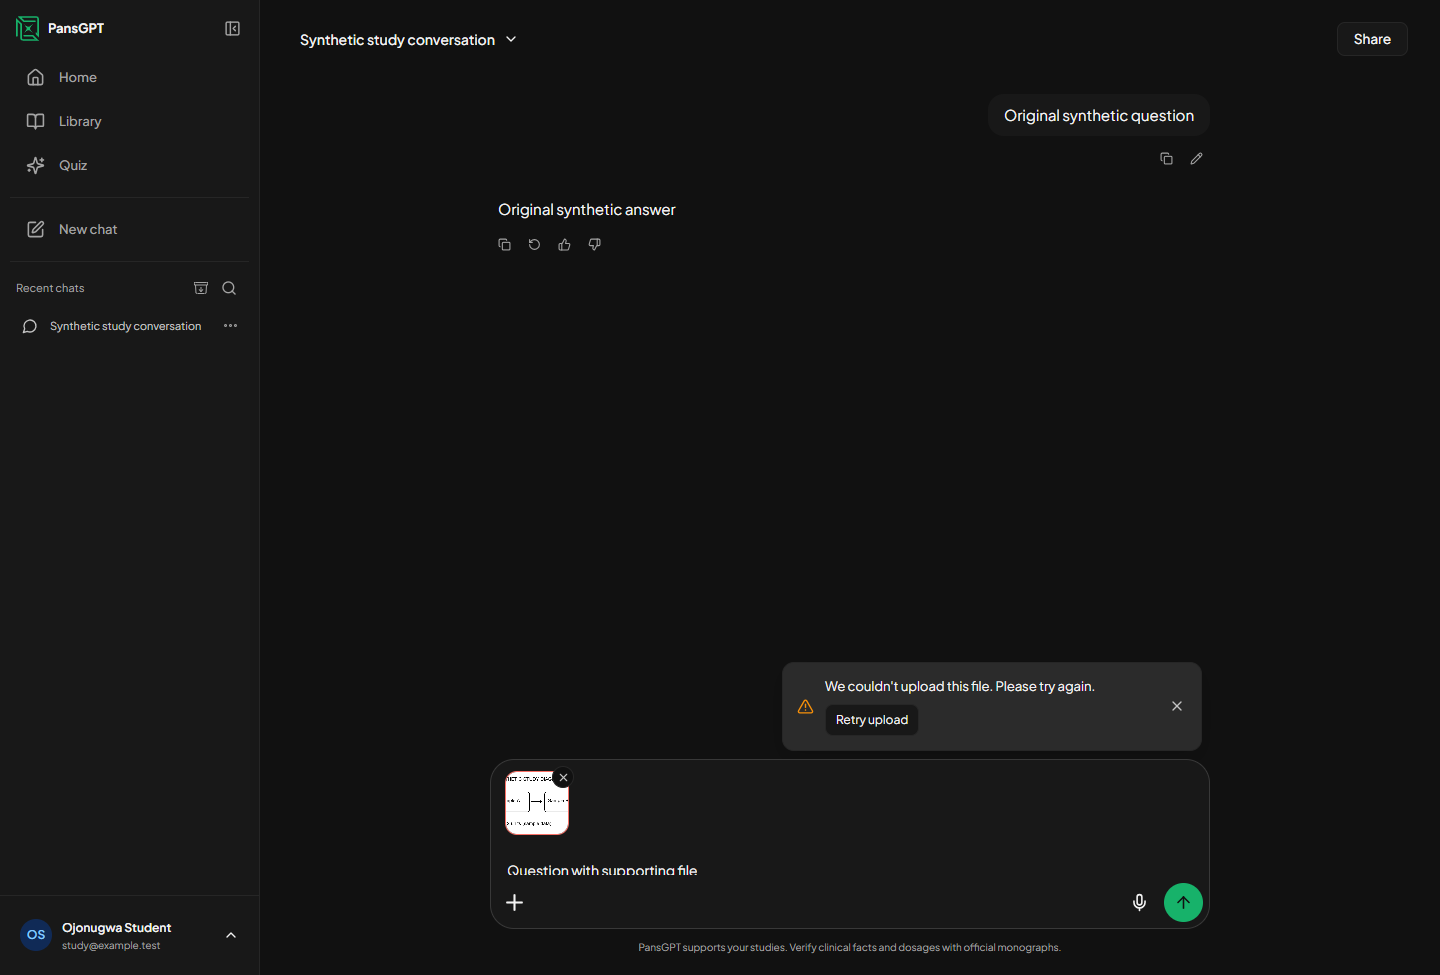 PansGPT
Home
Library
Quiz
New chat
Recent chats
Synthetic study conversation
Ojonugwa Student
OS
study@example.test
Synthetic study conversation
Share
Original synthetic question
Original synthetic answer
We couldn't upload this file. Please try again.
Retry upload
Question with supporting file
PansGPT supports your studies. Verify clinical facts and dosages with official monographs.